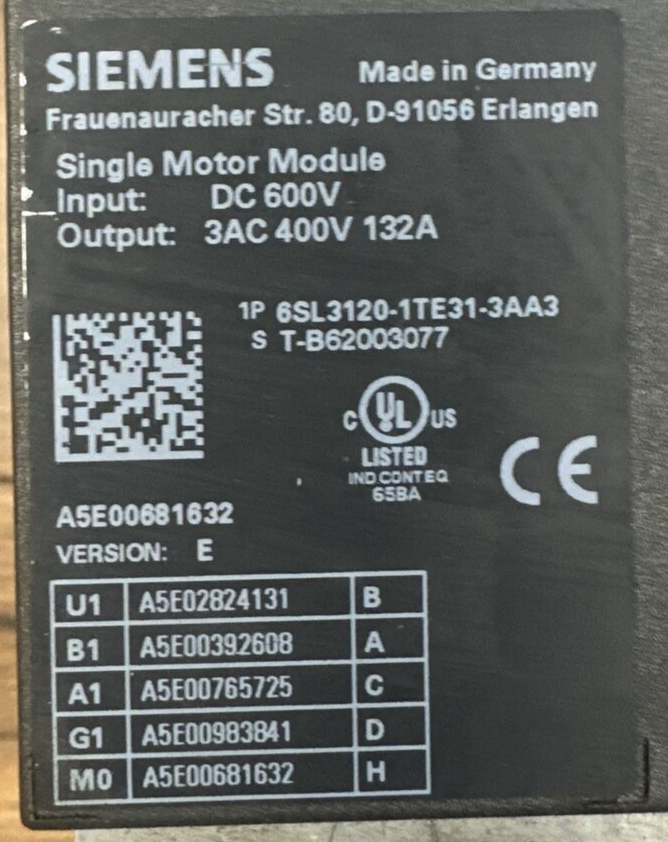 SIEMENS Made in Germany
Frauenauracher Str. 80, D-91056 Erlangen
Single Motor Module
Input: DC 600V
Output: 3AC 400V 132A
1P 6SL3120-1TE31-3AA3
S T-B62003077
C UL US
LISTED
IND CONT EQ
65BA
CE
A5E00681632
VERSION: E
U1 A5E02824131 B
B1 A5E00392608 A
A1 A5E00765725 C
G1 A5E00983841 D
M0 A5E00681632 H